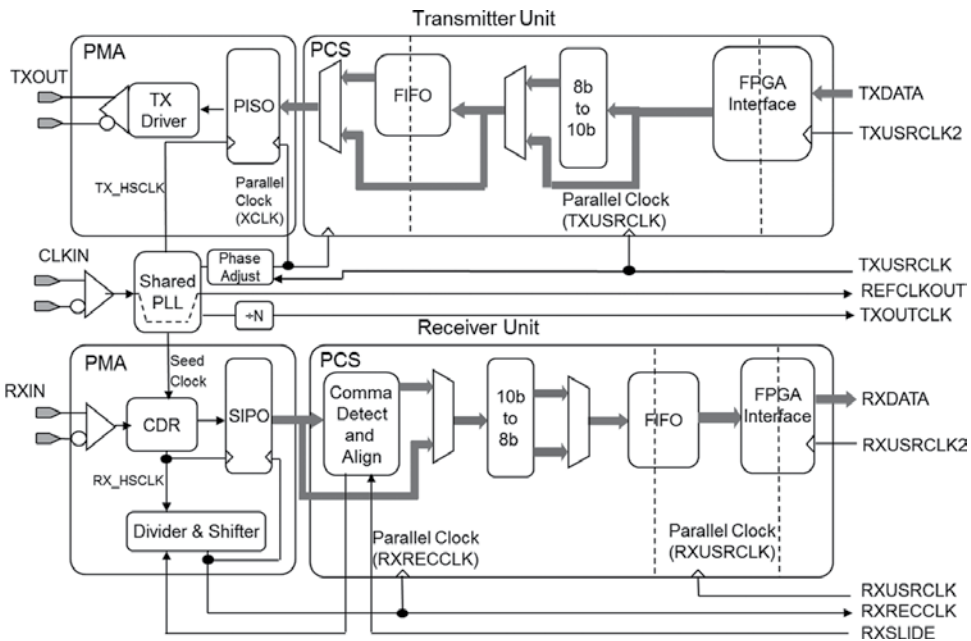 Transmitter Unit
PMA
PCS
TXOUT
TX
Driver
PISO
FIFO
8b
to
10b
FPGA
Interface
TXDATA
TXUSRCLK2
TX_HSCLK
Parallel
Clock
(XCLK)
Parallel Clock
(TXUSRCLK)
CLKIN
Shared
PLL
Phase
Adjust
÷N
TXUSRCLK
REFCLKOUT
TXOUTCLK
Receiver Unit
PMA
Seed
Clock
PCS
RXIN
CDR
SIPO
Comma
Detect
and
Align
10b
to
8b
FIFO
FPGA
Interface
RXDATA
RXUSRCLK2
RX_HSCLK
Divider & Shifter
Parallel Clock
(RXRECCLK)
Parallel Clock
(RXUSRCLK)
RXUSRCLK
RXRECCLK
RXSLIDE